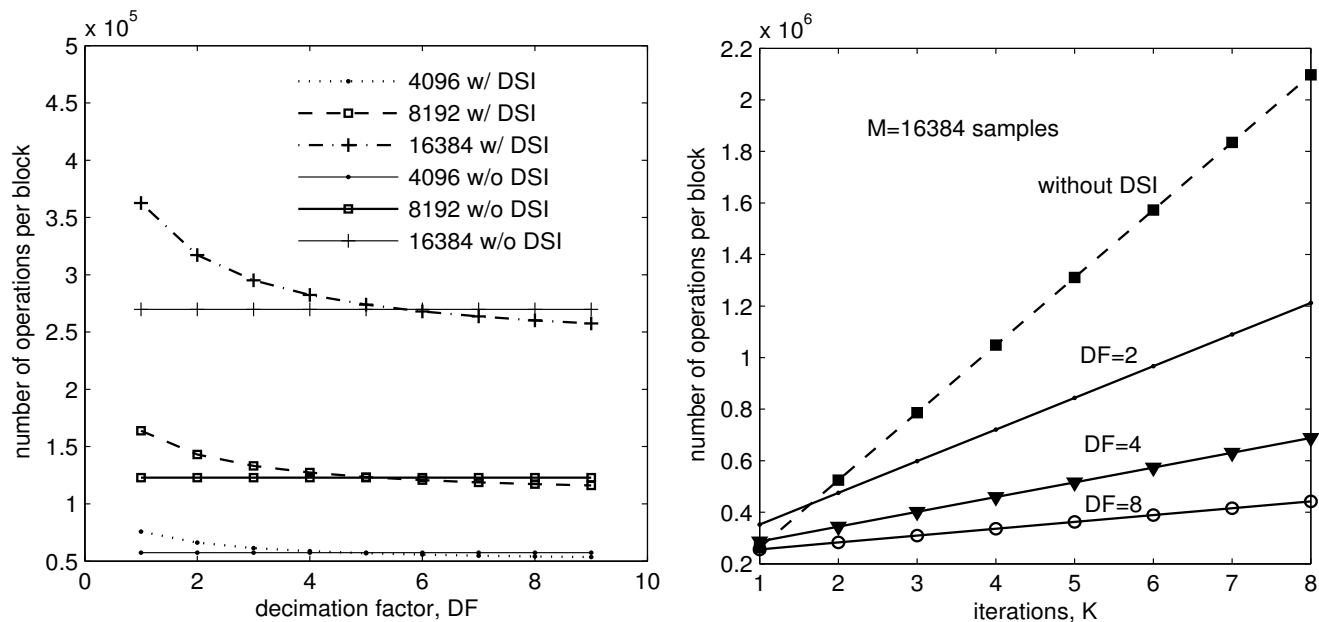 x 10^5
5
4.5
4
3.5
3
2.5
2
1.5
1
0.5
0
2
4
6
8
10
number of operations per block
decimation factor, DF
4096 w/ DSI
8192 w/ DSI
16384 w/ DSI
4096 w/o DSI
8192 w/o DSI
16384 w/o DSI
x 10^6
2.2
2
1.8
1.6
1.4
1.2
1
0.8
0.6
0.4
0.2
1
2
3
4
5
6
7
8
number of operations per block
iterations, K
M=16384 samples
without DSI
DF=2
DF=4
DF=8